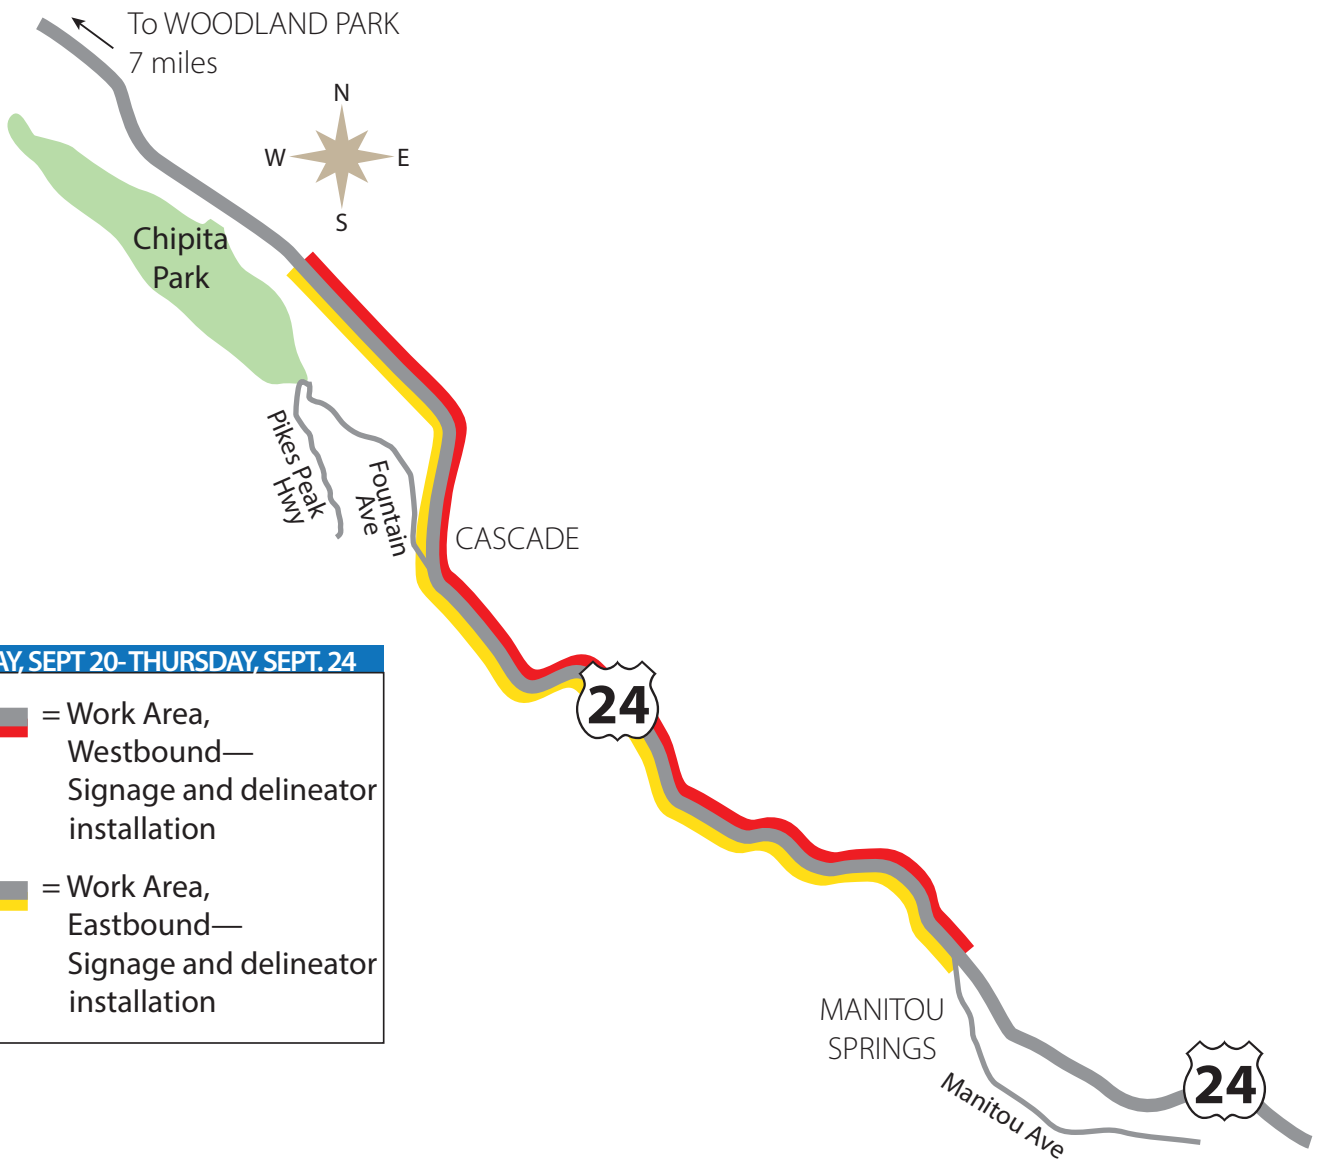 To WOODLAND PARK
7 miles
N
W
E
S
Chipita
Park
Pikes Peak
Hwy
Fountain
Ave
CASCADE
24
AY, SEPT 20- THURSDAY, SEPT. 24
= Work Area,
Westbound—
Signage and delineator
installation
= Work Area,
Eastbound—
Signage and delineator
installation
MANITOU
SPRINGS
Manitou Ave
24